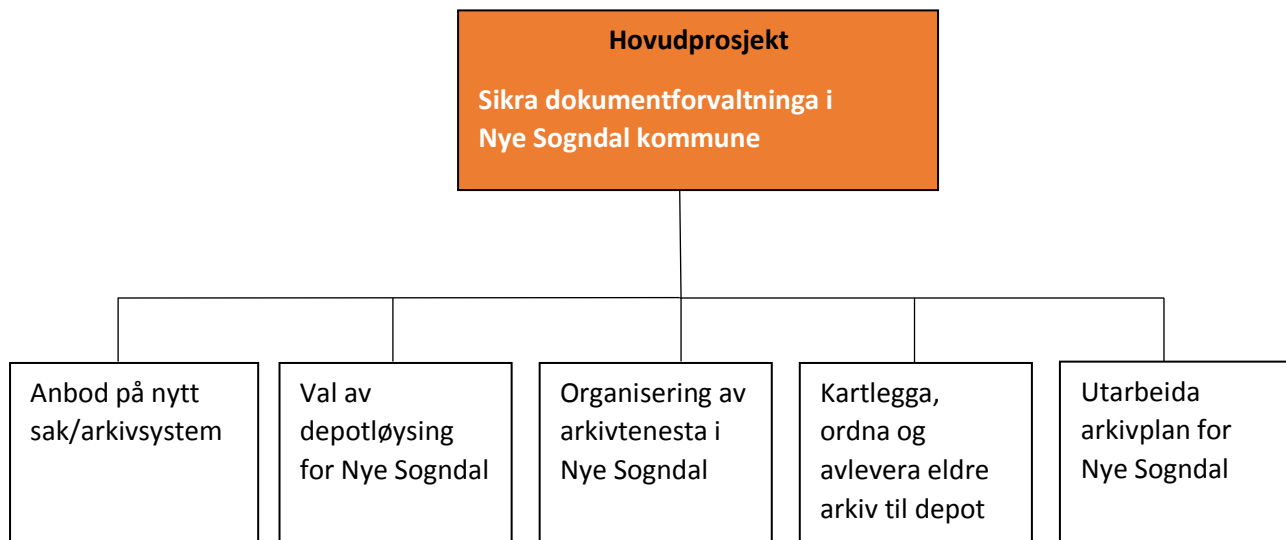 Hovudprosjekt
Sikra dokumentforvaltninga i
Nye Sogndal kommune
Anbod på nytt
sak/arkivsystem
Val av
depotløysing
for Nye Sogndal
Organisering av
arkivtenesta i
Nye Sogndal
Kartlegga,
ordna og
avlevera eldre
arkiv til depot
Utarbeida
arkivplan for
Nye Sogndal